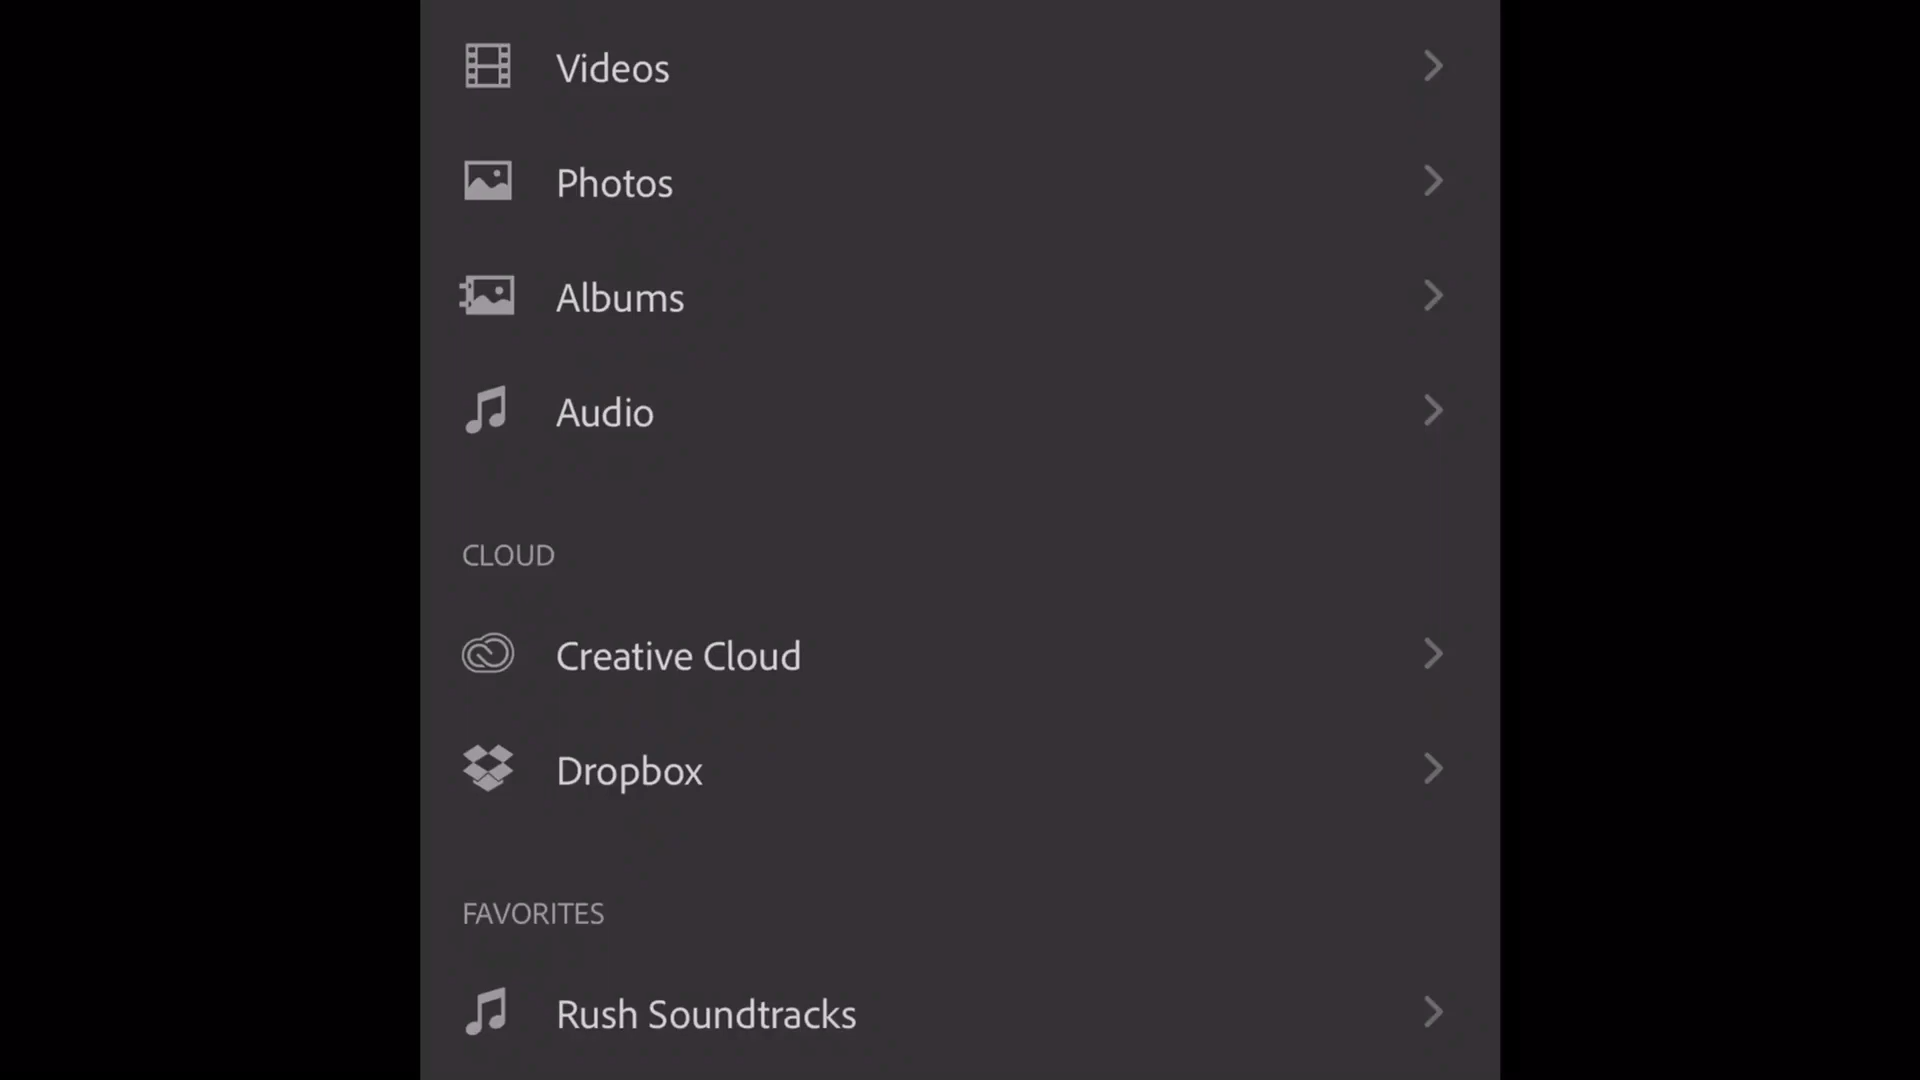 Videos
Photos
Albums
Audio
CLOUD
Creative Cloud
Dropbox
FAVORITES
Rush Soundtracks